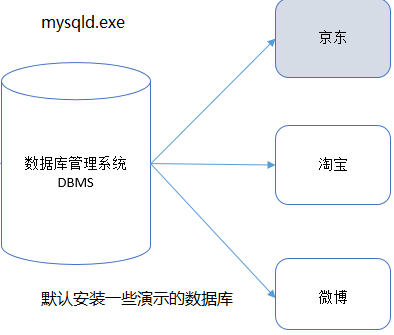 mysqld.exe
京东
数据库管理系统
DBMS
淘宝
默认安装一些演示的数据库
微博